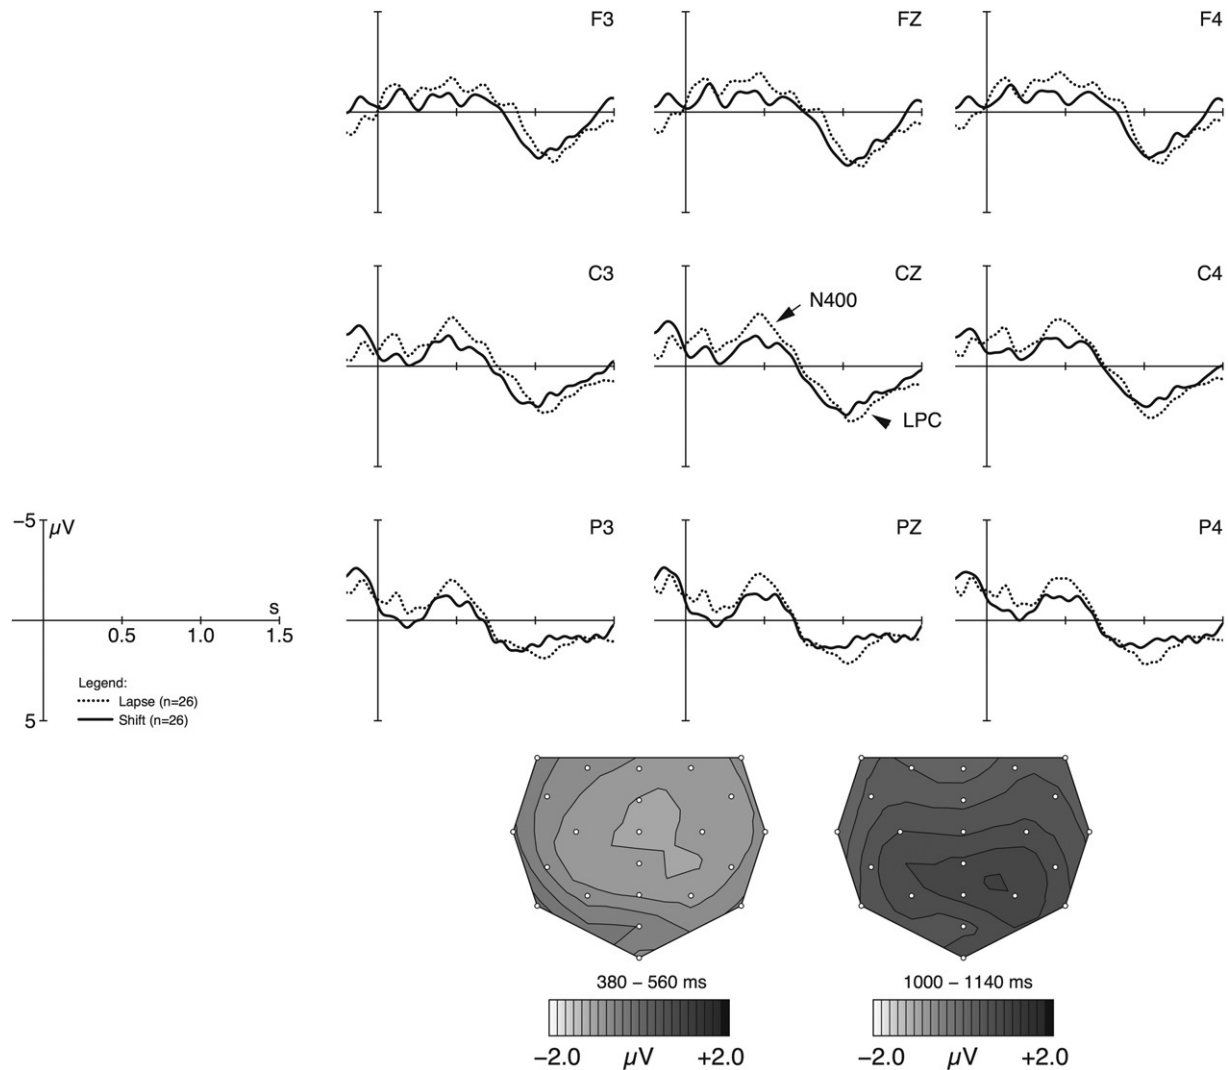 F3 FZ F4
C3 CZ C4
N400
LPC
−5 µV P3 PZ P4
s
0.5 1.0 1.5
Legend:
Lapse (n=26)
Shift (n=26)
5
380 – 560 ms 1000 – 1140 ms
−2.0 µV +2.0 −2.0 µV +2.0